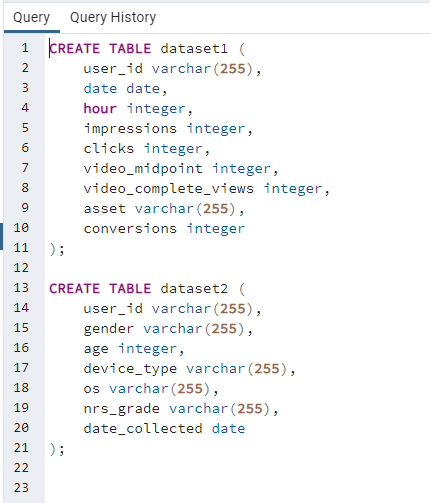 Query Query History
1 CREATE TABLE dataset1 (
2 user_id varchar(255),
3 date date,
4 hour integer,
5 impressions integer,
6 clicks integer,
7 video_midpoint integer,
8 video_complete_views integer,
9 asset varchar(255),
10 conversions integer
11 );
12
13 CREATE TABLE dataset2 (
14 user_id varchar(255),
15 gender varchar(255),
16 age integer,
17 device_type varchar(255),
18 os varchar(255),
19 nrs_grade varchar(255),
20 date_collected date
21 );
22
23